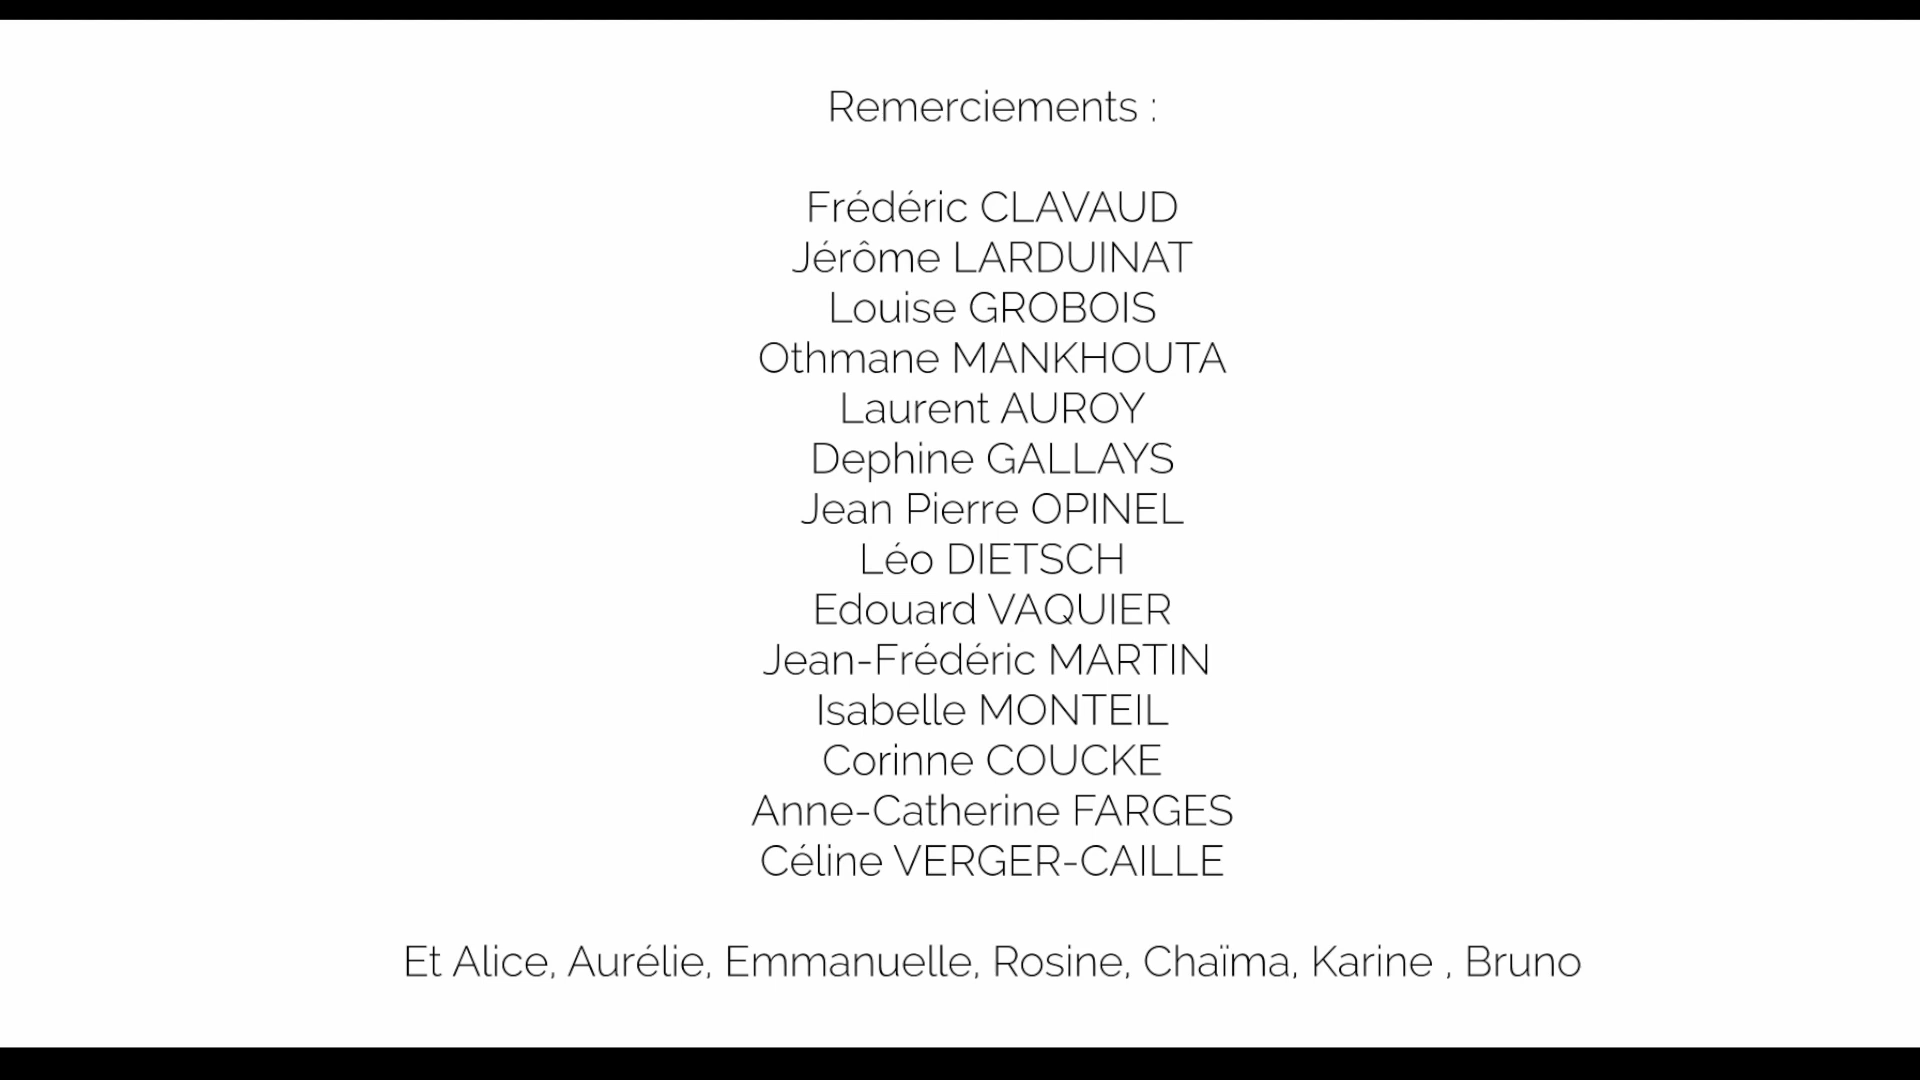 Remerciements :
Frédéric CLAVAUD
Jérôme LARDUINAT
Louise GROBOIS
Othmane MANKHOUTA
Laurent AUROY
Dephine GALLAYS
Jean Pierre OPINEL
Léo DIETSCH
Edouard VAQUIER
Jean-Frédéric MARTIN
Isabelle MONTEIL
Corinne COUCKE
Anne-Catherine FARGES
Céline VERGER-CAILLE
Et Alice, Aurélie, Emmanuelle, Rosine, Chaïma, Karine , Bruno